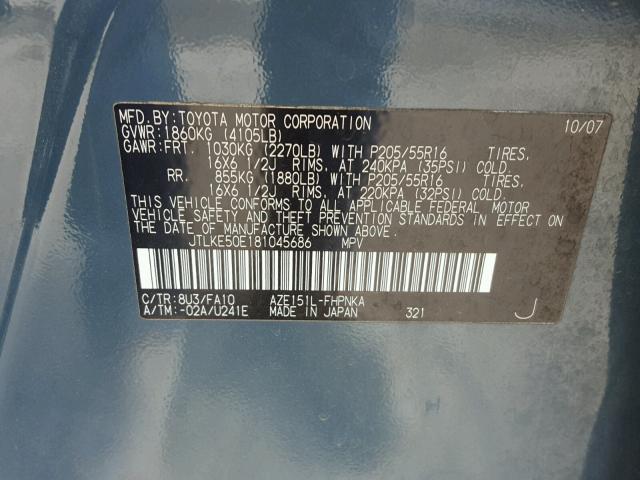 MFD.BY:TOYOTA MOTOR CORPORATION 10/07
GVWR:1860KG (4105LB)
GAWR:FRT. 1030KG (2270LB) WITH P205/55R16 TIRES,
16X6 1/2J RIMS, AT 240KPA (35PSI) COLD.
RR. 855KG (1880LB) WITH P205/55R16 TIRES,
16X6 1/2J RIMS, AT 220KPA (32PSI) COLD.
THIS VEHICLE CONFORMS TO ALL APPLICABLE FEDERAL MOTOR
VEHICLE SAFETY AND THEFT PREVENTION STANDARDS IN EFFECT ON
THE DATE OF MANUFACTURE SHOWN ABOVE.
JTLKE50E181045686 MPV
C/TR:8U3/FA10 AZE151L-FHPNKA
A/TM:-02A/U241E MADE IN JAPAN 321 J